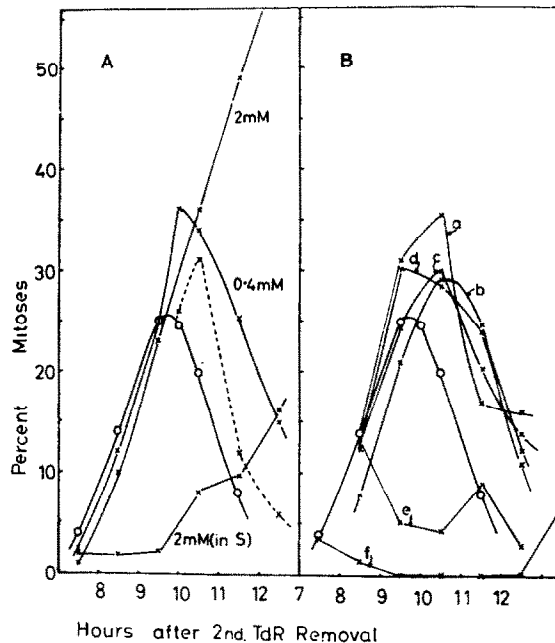 50
40
30
20
10
0
Percent Mitoses
A
2mM
0·4mM
2mM(in S)
B
a
d
c
b
e
f
8 9 10 11 12 7 8 9 10 11 12
Hours after 2nd. TdR Removal